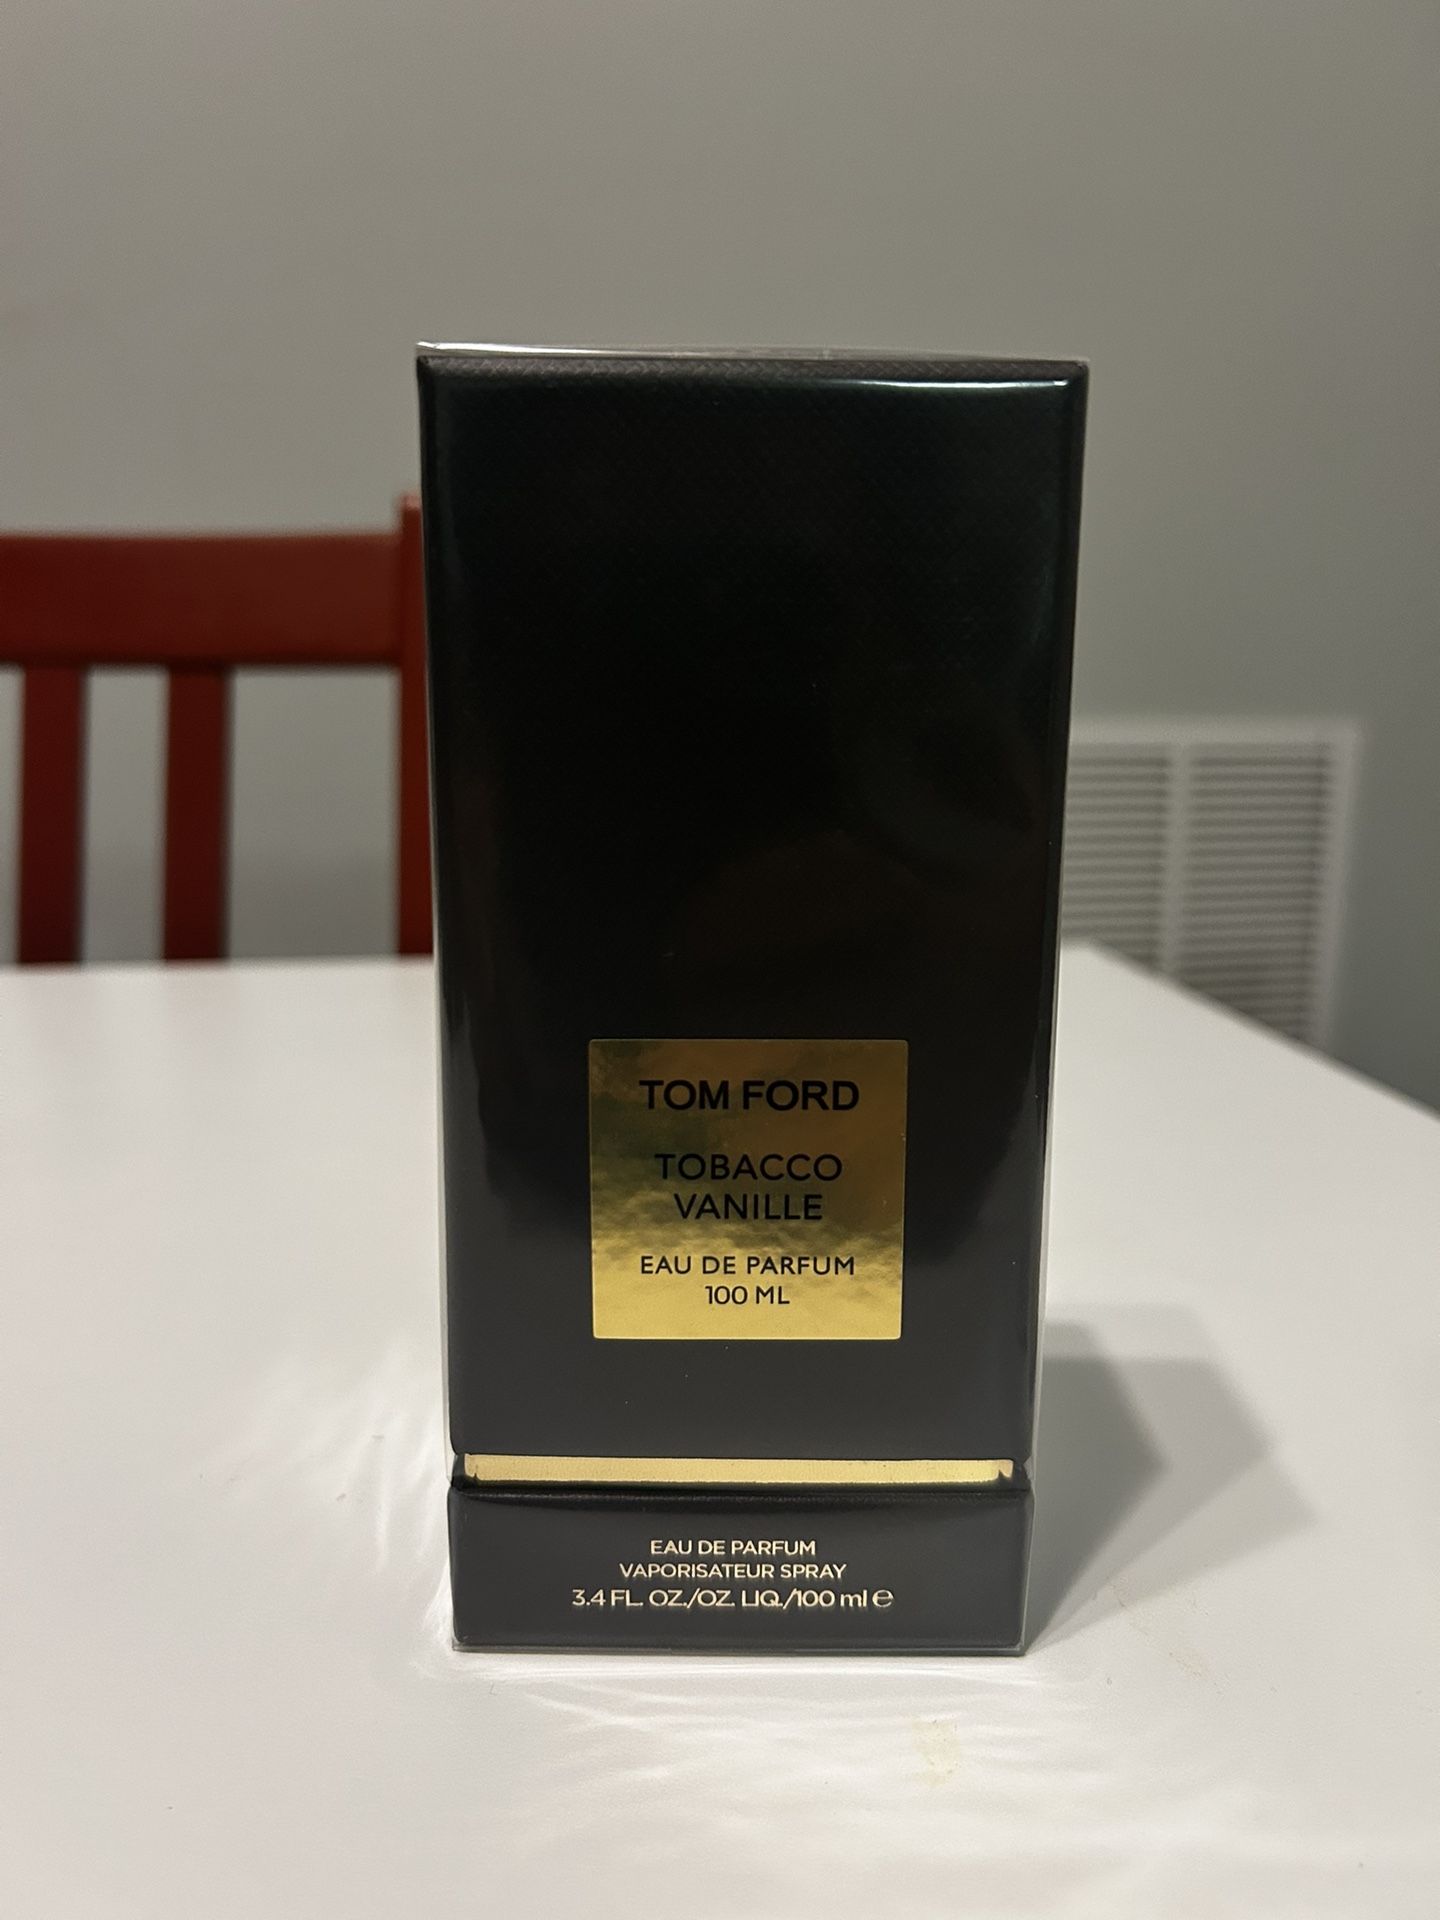 TOM FORD
TOBACCO
VANILLE
EAU DE PARFUM
100 ML
EAU DE PARFUM
VAPORISATEUR SPRAY
3.4 FL. OZ./OZ. LIQ./100 ml ℮